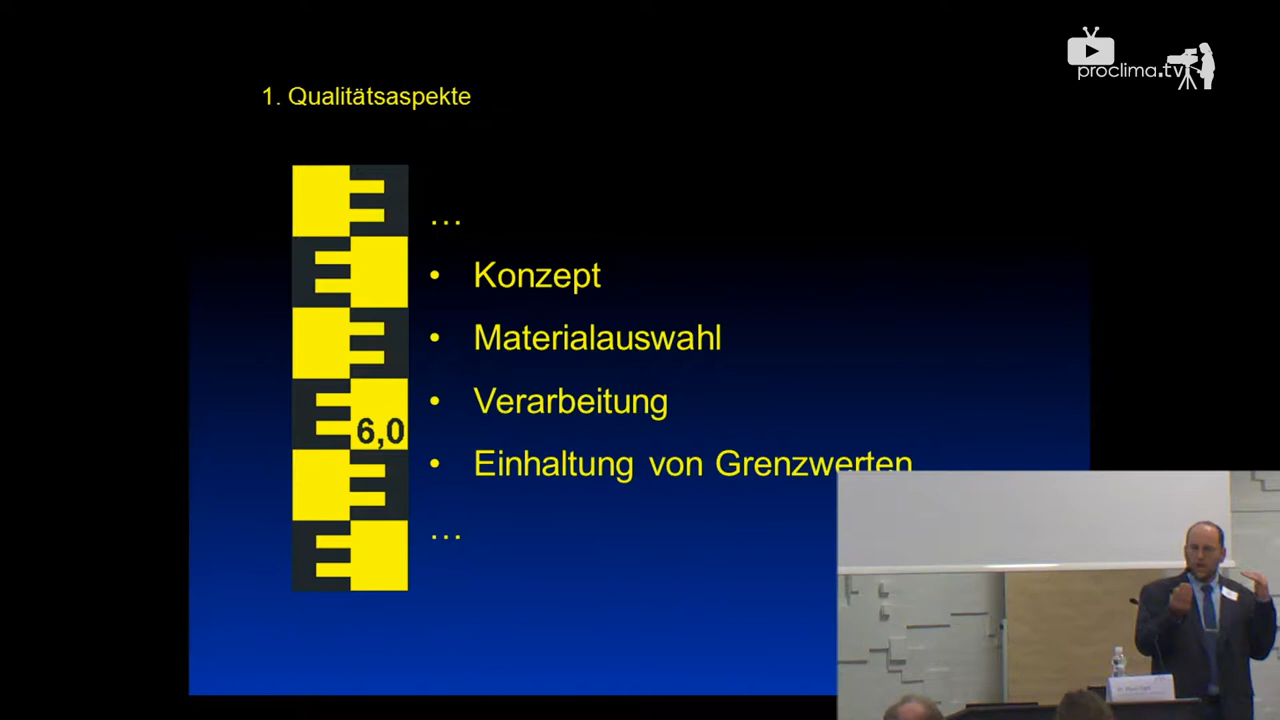 proclima.tv
1. Qualitätsaspekte
…
• Konzept
• Materialauswahl
• Verarbeitung
6,0
• Einhaltung von Grenzwerten
…